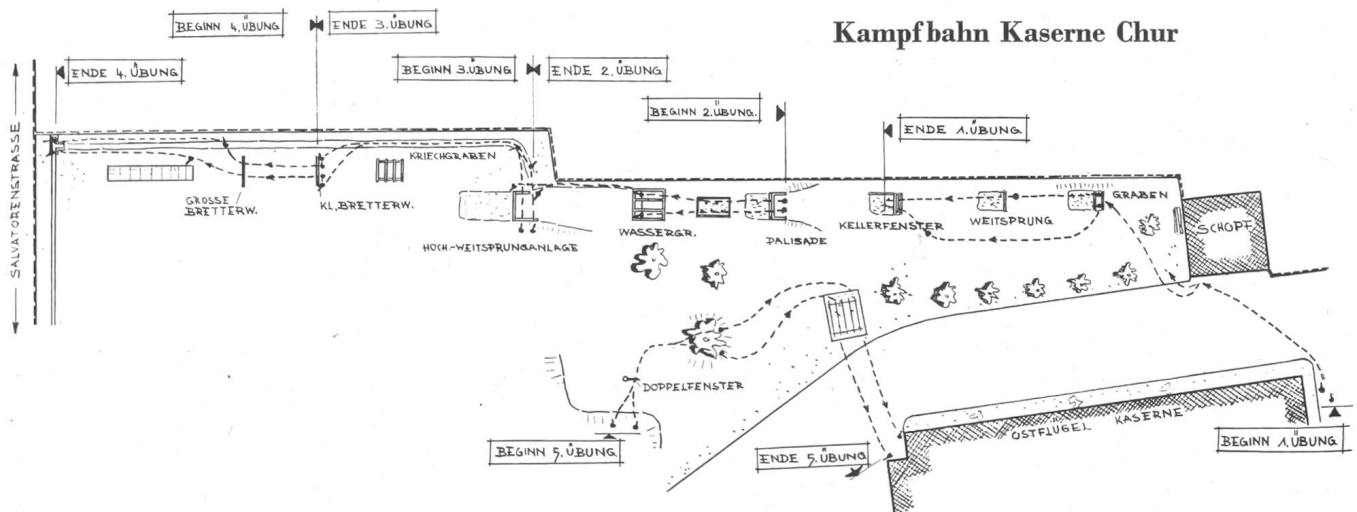 Kampfbahn Kaserne Chur
BEGINN 4. ÜBUNG
ENDE 3. ÜBUNG
ENDE 4. ÜBUNG
BEGINN 3. ÜBUNG
ENDE 2. ÜBUNG
BEGINN 2. ÜBUNG.
ENDE 1. ÜBUNG
SALVATORENSTRASSE
KRIECHGRABEN
GROSSE
BRETTERW.
KL. BRETTERW.
HOCH-WEITSPRUNGANLAGE
WASSERGR.
PALISADE
KELLERFENSTER
WEITSPRUNG
GRABEN
SCHOPF
DOPPELFENSTER
OSTFLÜGEL KASERNE
BEGINN 5. ÜBUNG
ENDE 5. ÜBUNG
BEGINN 1. ÜBUNG